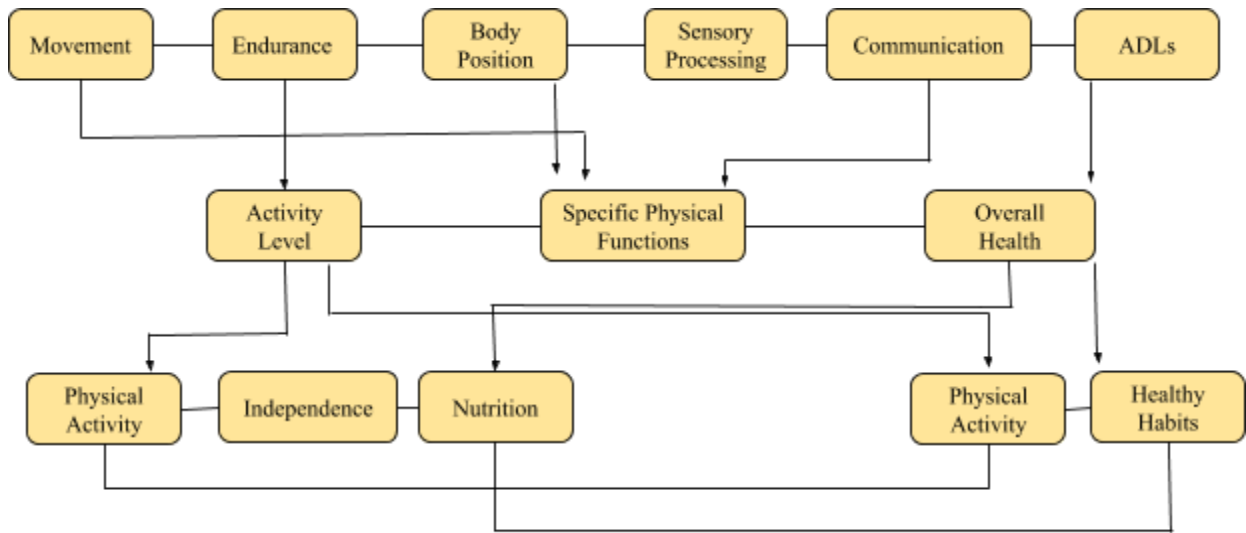 Movement
Endurance
Body
Position
Sensory
Processing
Communication
ADLs
Activity
Level
Specific Physical
Functions
Overall
Health
Physical
Activity
Independence
Nutrition
Physical
Activity
Healthy
Habits